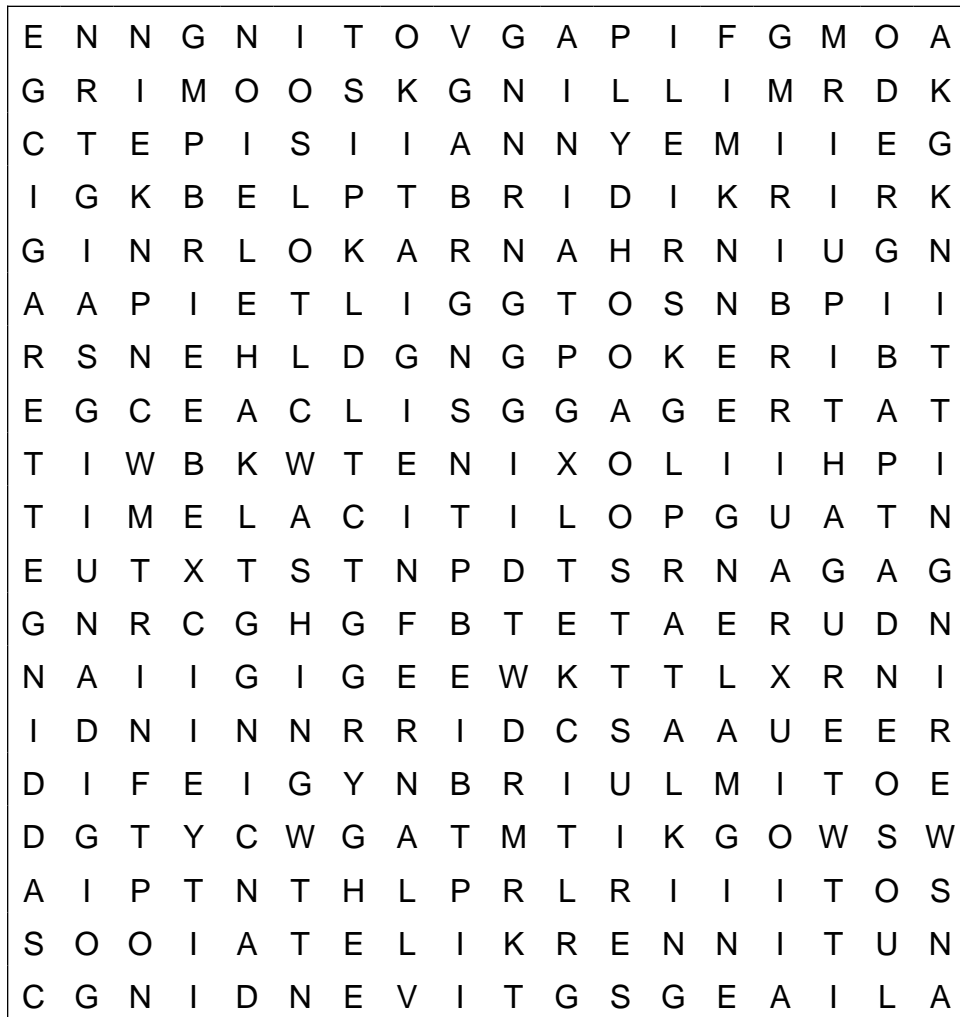 E N N G N I T O V G A P I F G M O A
G R I M O O S K G N I L L I M R D K
C T E P I S I I A N N Y E M I I E G
I G K B E L P T B R I D I K R I R K
G I N R L O K A R N A H R N I U G N
A A P I E T L I G G T O S N B P I I
R S N E H L D G N G P O K E R I B T
E G C E A C L I S G G A G E R T A T
T I W B K W T E N I X O L I I H P I
T I M E L A C I T I L O P G U A T N
E U T X T S T N P D T S R N A G A G
G N R C G H G F B T E T A E R U D N
N A I I G I G E E W K T T L X R N I
I D N I N N R R I D C S A A U E E R
D I F E I G Y N B R I U L M I T O E
D G T Y C W G A T M T I K G O W S W
A I P T N T H L P R L R I I I T O S
S O O I A T E L I K R E N N I T U N
C G N I D N E V I T G S G E A I L A